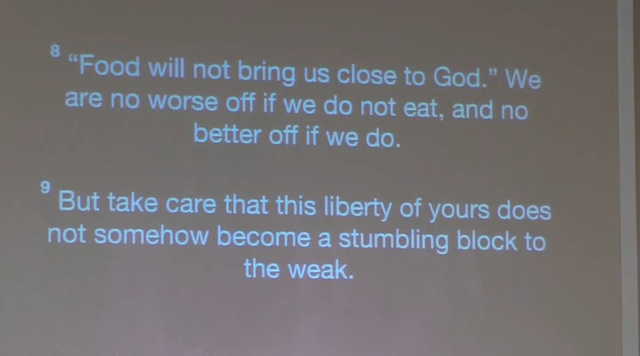 8 “Food will not bring us close to God.” We
are no worse off if we do not eat, and no
better off if we do.
9 But take care that this liberty of yours does
not somehow become a stumbling block to
the weak.